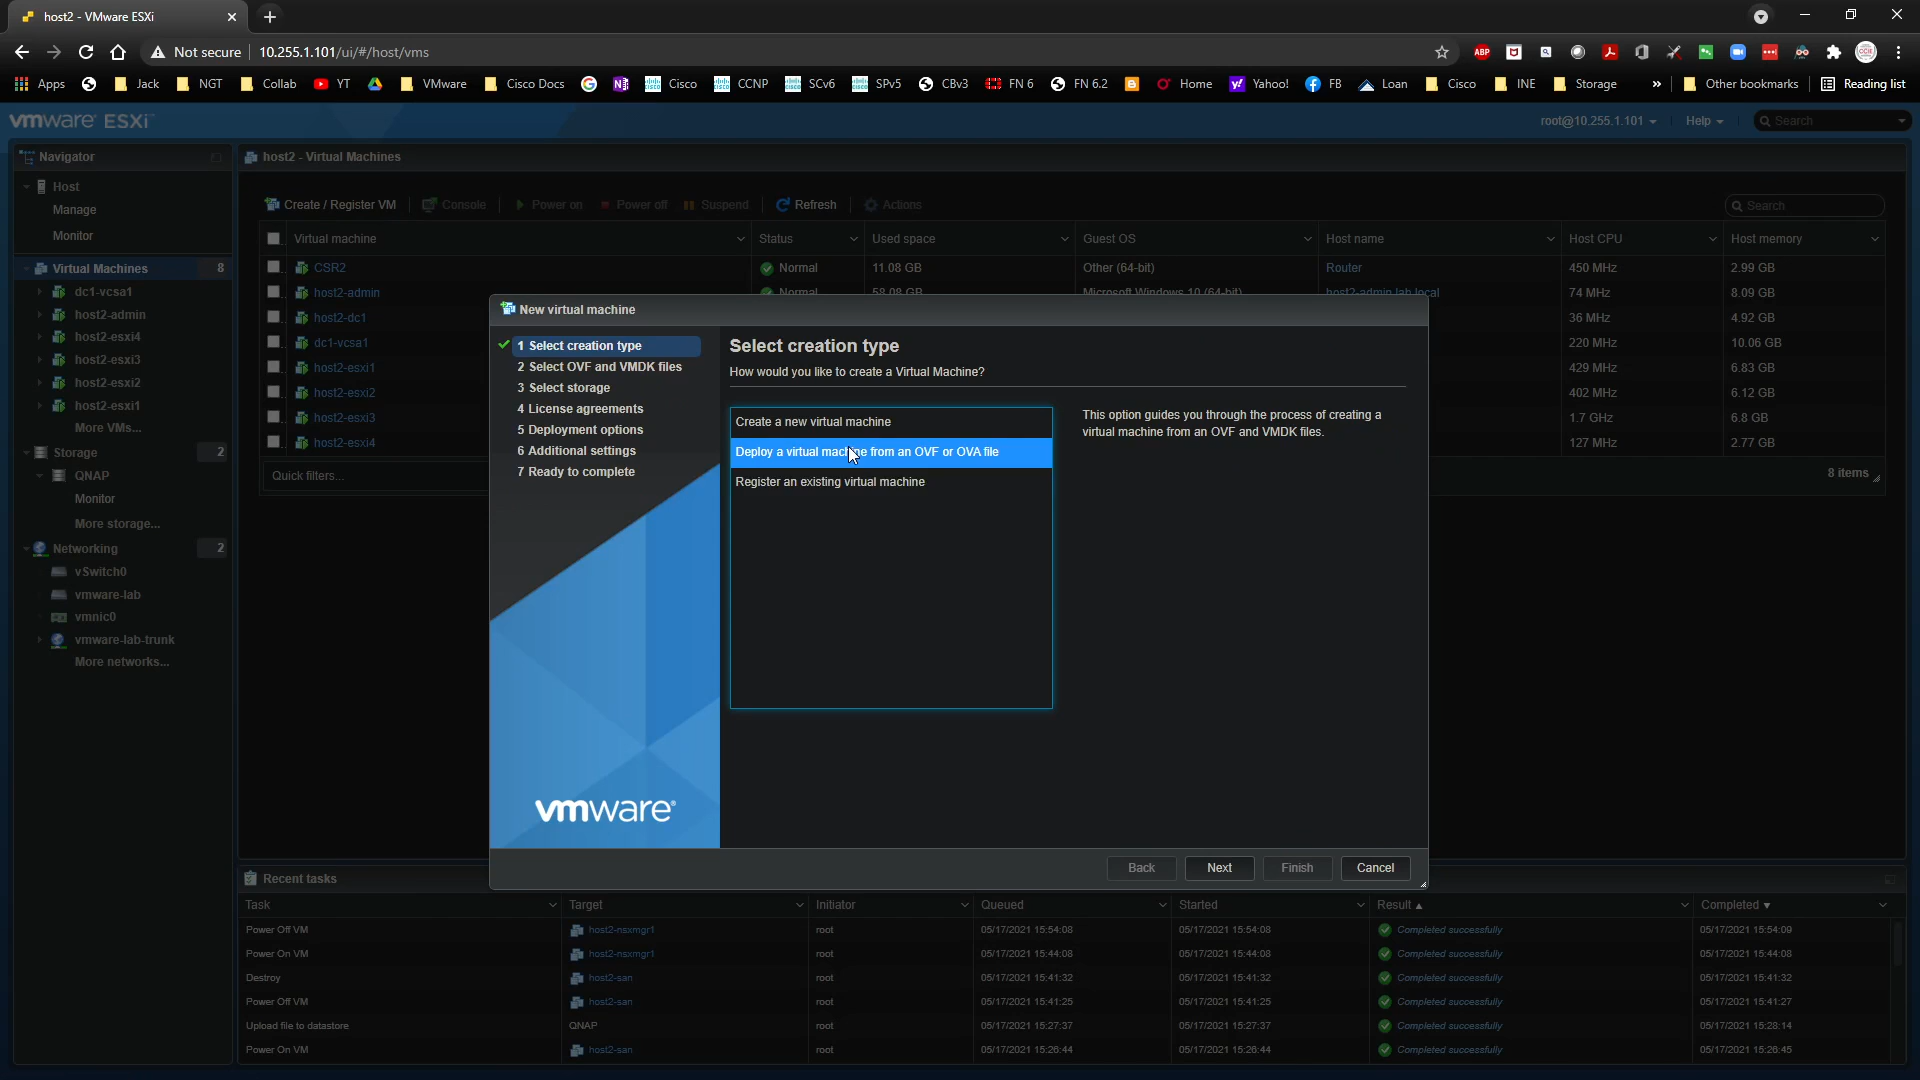 host2 - VMware ESXi
Not secure 10.255.1.101/ui/#/host/vms
Apps Jack NGT Collab YT VMware Cisco Docs Cisco CCNP SCv6 SPv5 CBv3 FN 6 FN 6.2 Home Yahoo! FB Loan Cisco INE Storage » Other bookmarks Reading list
vmware ESXi
root@10.255.1.101 Help Search
Navigator
host2 - Virtual Machines
Host
Manage
Monitor
Virtual Machines 8
dc1-vcsa1
host2-admin
host2-esxi4
host2-esxi3
host2-esxi2
host2-esxi1
More VMs...
Storage 2
QNAP
Monitor
More storage...
Networking 2
vSwitch0
vmware-lab
vmnic0
vmware-lab-trunk
More networks...
Create / Register VM Console Power on Power off Suspend Refresh Actions Search
Virtual machine Status Used space Guest OS Host name Host CPU Host memory
CSR2 Normal 11.08 GB Other (64-bit) Router 450 MHz 2.99 GB
host2-admin Normal 58.08 GB Microsoft Windows 10 (64-bit) host2-admin.lab.local 74 MHz 8.09 GB
host2-dc1 36 MHz 4.92 GB
dc1-vcsa1 220 MHz 10.06 GB
host2-esxi1 429 MHz 6.83 GB
host2-esxi2 402 MHz 6.12 GB
host2-esxi3 1.7 GHz 6.8 GB
host2-esxi4 127 MHz 2.77 GB
Quick filters... 8 items
New virtual machine
1 Select creation type
2 Select OVF and VMDK files
3 Select storage
4 License agreements
5 Deployment options
6 Additional settings
7 Ready to complete
vmware
Select creation type
How would you like to create a Virtual Machine?
Create a new virtual machine
Deploy a virtual machine from an OVF or OVA file
Register an existing virtual machine
This option guides you through the process of creating a
virtual machine from an OVF and VMDK files.
Back Next Finish Cancel
Recent tasks
Task Target Initiator Queued Started Result Completed
Power Off VM host2-nsxmgr1 root 05/17/2021 15:54:08 05/17/2021 15:54:08 Completed successfully 05/17/2021 15:54:09
Power On VM host2-nsxmgr1 root 05/17/2021 15:44:08 05/17/2021 15:44:08 Completed successfully 05/17/2021 15:44:08
Destroy host2-san root 05/17/2021 15:41:32 05/17/2021 15:41:32 Completed successfully 05/17/2021 15:41:32
Power Off VM host2-san root 05/17/2021 15:41:25 05/17/2021 15:41:25 Completed successfully 05/17/2021 15:41:27
Upload file to datastore QNAP root 05/17/2021 15:27:37 05/17/2021 15:27:37 Completed successfully 05/17/2021 15:28:14
Power On VM host2-san root 05/17/2021 15:26:44 05/17/2021 15:26:44 Completed successfully 05/17/2021 15:26:45